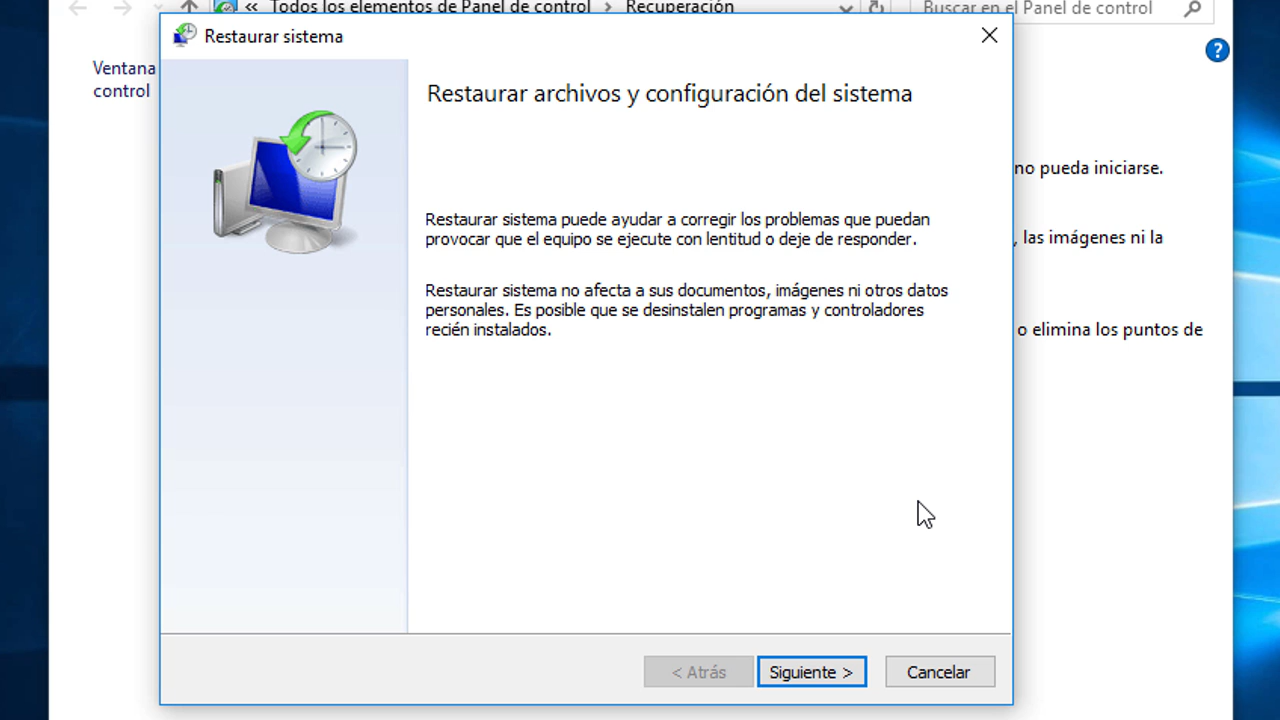 « Todos los elementos de Panel de control › Recuperación
Buscar en el Panel de control
Restaurar sistema
Ventana
control
?
Restaurar archivos y configuración del sistema
no pueda iniciarse.
Restaurar sistema puede ayudar a corregir los problemas que puedan
provocar que el equipo se ejecute con lentitud o deje de responder.
, las imágenes ni la
Restaurar sistema no afecta a sus documentos, imágenes ni otros datos
personales. Es posible que se desinstalen programas y controladores
recién instalados.
o elimina los puntos de
< Atrás
Siguiente >
Cancelar